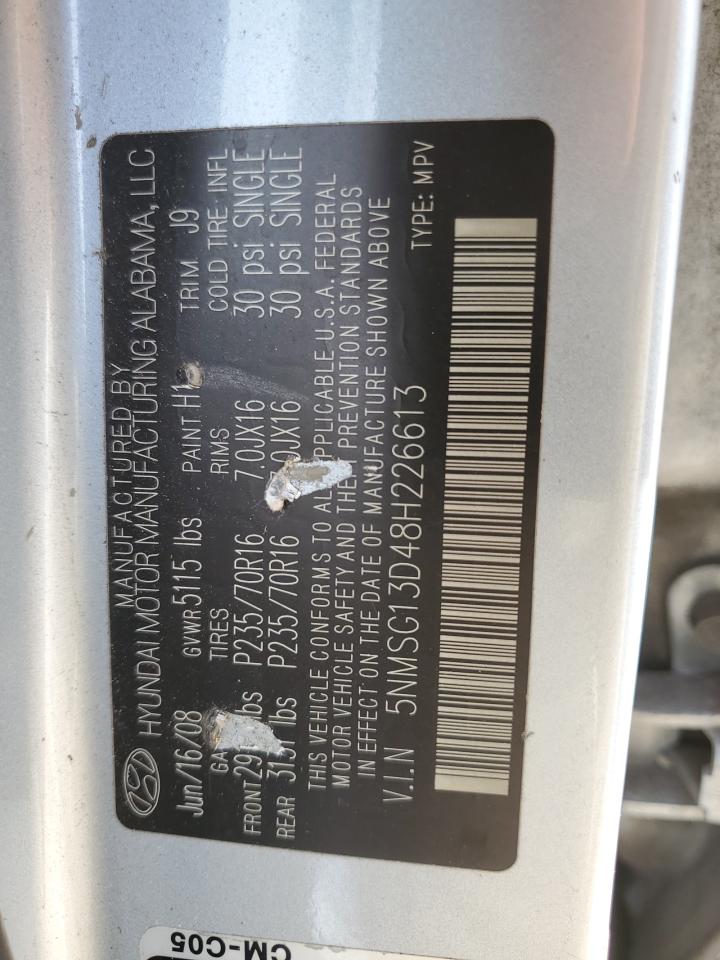 MANUFACTURED BY
HYUNDAI MOTOR MANUFACTURING ALABAMA, LLC
Jun/16/08 GVWR 5115 lbs PAINT TRIM J9
TIRES RIMS COLD TIRE INFL
FRONT P235/70R16 7.0JX16 30 psi SINGLE
REAR lbs P235/70R16 30 psi SINGLE
THIS VEHICLE CONFORMS TO APPLICABLE U.S.A. FEDERAL
MOTOR VEHICLE SAFETY AND PREVENTION STANDARDS
IN EFFECT ON THE DATE OF MANUFACTURE SHOWN ABOVE
V.I.N 5NMSG13D48H226613 TYPE: MPV
CM-C05